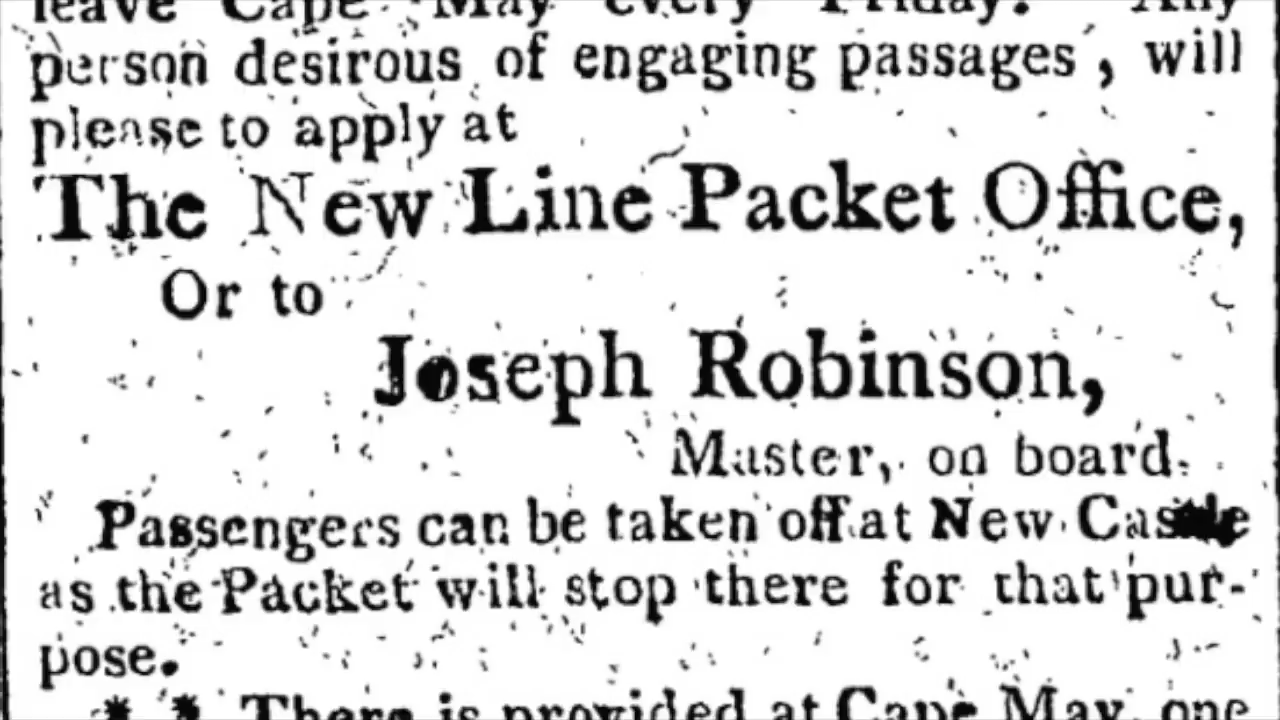 leave Cape May every Friday. Any
person desirous of engaging passages, will
please to apply at
The New Line Packet Office,
Or to
Joseph Robinson,
Master, on board.
Passengers can be taken off at New Castle
as the Packet will stop there for that pur-
pose.
** There is provided at Cape May, one